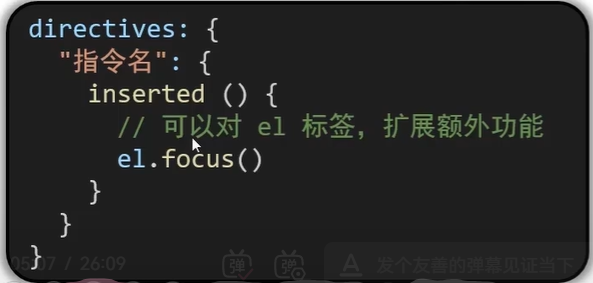 directives: {
"指令名": {
inserted () {
// 可以对 el 标签，扩展额外功能
el.focus()
}
}
}
05:07 / 26:09
弹 弹 A 发个友善的弹幕见证当下